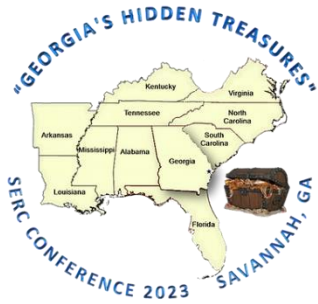 "GEORGIA'S HIDDEN TREASURES"
Kentucky
Virginia
Tennessee
North
Carolina
Arkansas
South
Carolina
Mississippi
Alabama
Georgia
Louisiana
Florida
SERC CONFERENCE 2023 SAVANNAH, GA